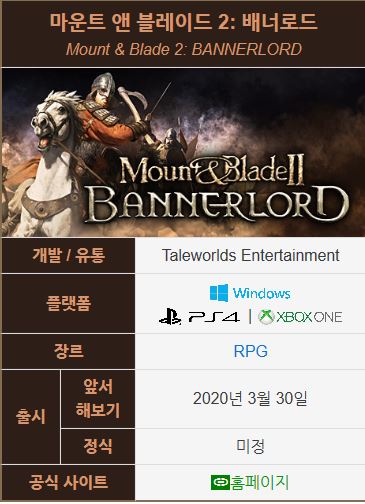 마운트 앤 블레이드 2: 배너로드
Mount & Blade 2: BANNERLORD
Mount & Blade II
BANNERLORD
개발 / 유통 Taleworlds Entertainment
플랫폼 Windows
PS4 | XBOX ONE
장르 RPG
출시 앞서 해보기 2020년 3월 30일
정식 미정
공식 사이트 홈페이지